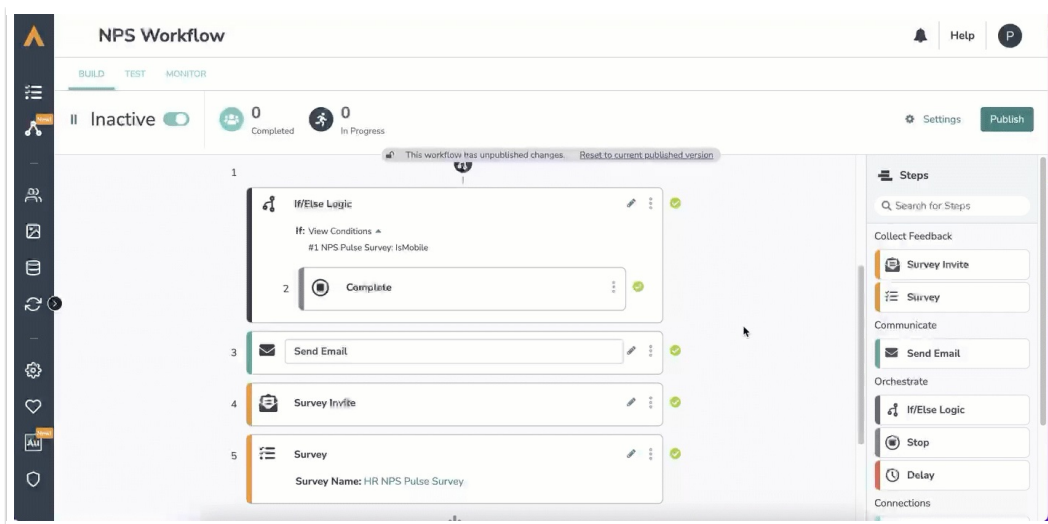 NPS Workflow
Help
P
BUILD TEST MONITOR
Inactive
0
Completed
0
In Progress
Settings
Publish
This workflow has unpublished changes. Reset to current published version
1
If/Else Logic
If: View Conditions
#1 NPS Pulse Survey: IsMobile
2 Complete
3 Send Email
4 Survey Invite
5 Survey
Survey Name: HR NPS Pulse Survey
Steps
Search for Steps
Collect Feedback
Survey Invite
Survey
Communicate
Send Email
Orchestrate
If/Else Logic
Stop
Delay
Connections